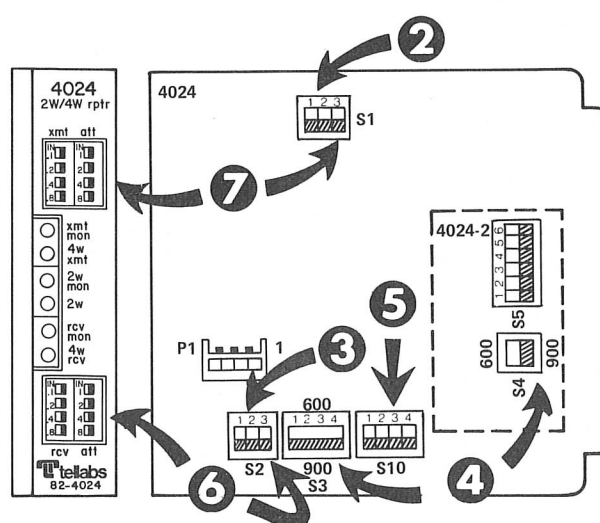 4024
2W/4W rptr
xmt att
IN IN
.1 1
.2 2
.4 4
.8 8
xmt
mon
4w
xmt
2w
mon
2w
rcv
mon
4w
rcv
IN IN
.1 1
.2 2
.4 4
.8 8
rcv att
tellabs
82-4024
4024
1 2 3
S1
2
7
4024-2
1 2 3 4 5 6
S5
600
900
S4
5
P1
1
3
1 2 3
S2
600
1 2 3 4
900
S3
1 2 3 4
S10
4
6